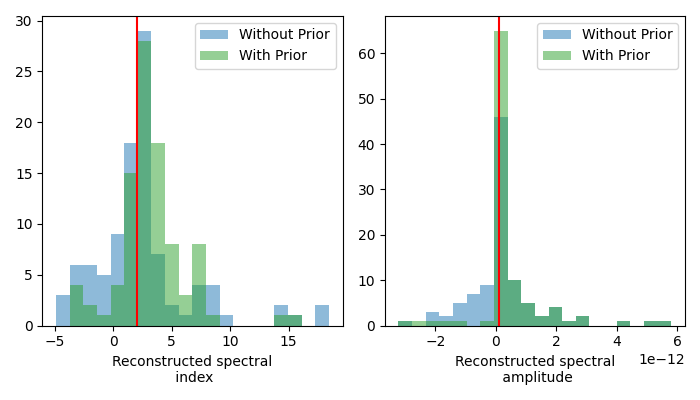 Without Prior
With Prior
30
25
20
15
10
5
0
−5
0
5
10
15
Reconstructed spectral
index
Without Prior
With Prior
60
50
40
30
20
10
0
−2
0
2
4
6
1e−12
Reconstructed spectral
amplitude